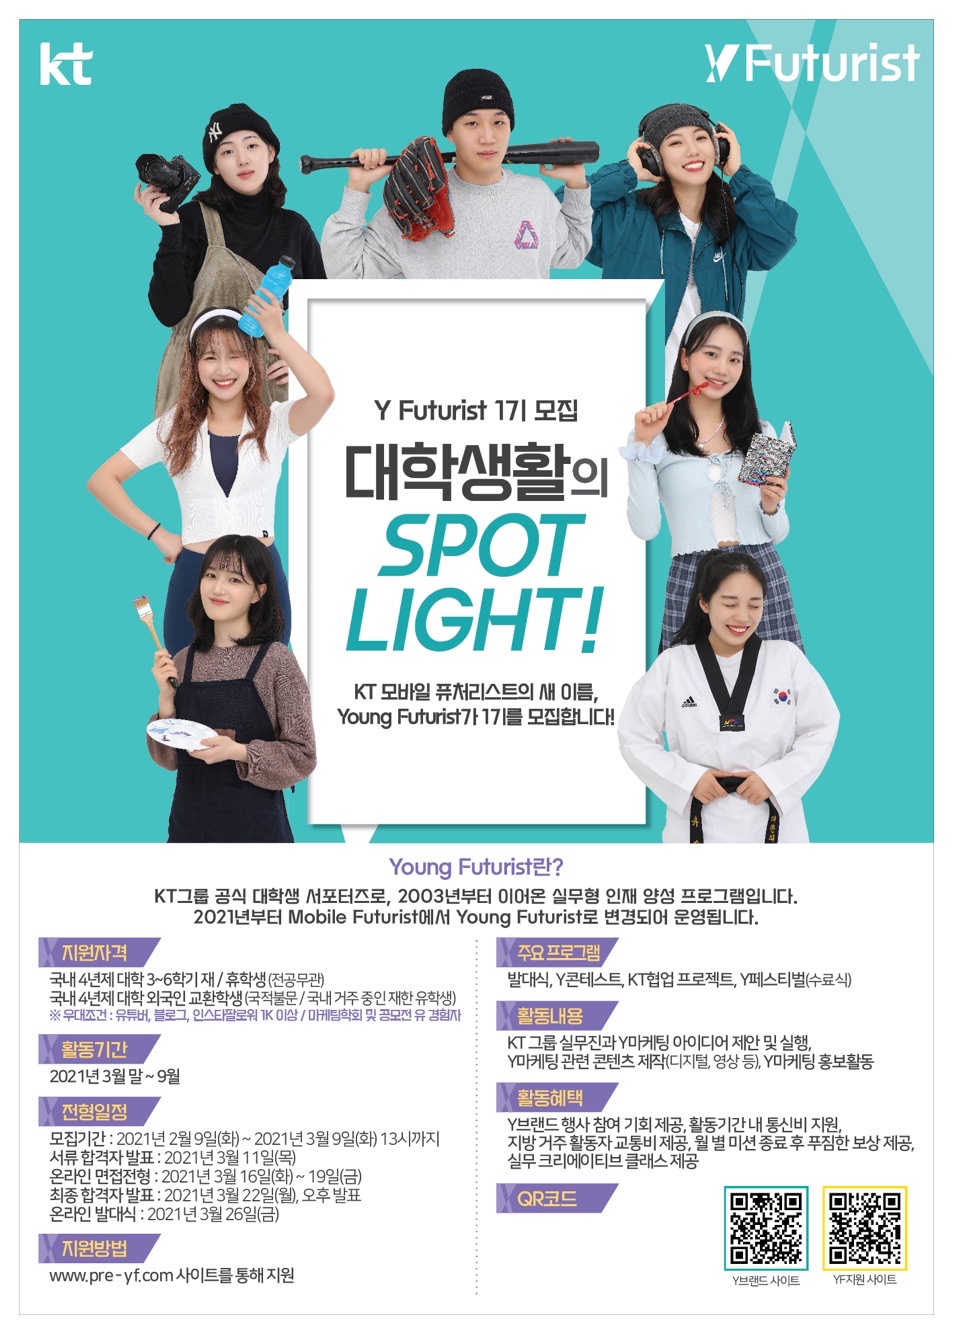 kt
Y Futurist
Y Futurist 1기 모집
대학생활의
SPOT
LIGHT!
KT 모바일 퓨처리스트의 새 이름,
Young Futurist가 1기를 모집합니다!
Young Futurist란?
KT그룹 공식 대학생 서포터즈로, 2003년부터 이어온 실무형 인재 양성 프로그램입니다.
2021년부터 Mobile Futurist에서 Young Futurist로 변경되어 운영됩니다.
지원자격
국내 4년제 대학 3~6학기 재 / 휴학생 (전공무관)
국내 4년제 대학 외국인 교환학생 (국적불문 / 국내 거주 중인 재한 유학생)
※ 우대조건 : 유튜버, 블로그, 인스타팔로워 1K 이상 / 마케팅학회 및 공모전 유 경험자
활동기간
2021년 3월 말 ~ 9월
전형일정
모집기간 : 2021년 2월 9일(화) ~ 2021년 3월 9일(화) 13시까지
서류 합격자 발표 : 2021년 3월 11일(목)
온라인 면접전형 : 2021년 3월 16일(화) ~ 19일(금)
최종 합격자 발표 : 2021년 3월 22일(월), 오후 발표
온라인 발대식 : 2021년 3월 26일(금)
지원방법
www.pre-yf.com 사이트를 통해 지원
주요 프로그램
발대식, Y콘테스트, KT협업 프로젝트, Y페스티벌(수료식)
활동내용
KT 그룹 실무진과 Y마케팅 아이디어 제안 및 실행,
Y마케팅 관련 콘텐츠 제작(디지털, 영상 등), Y마케팅 홍보활동
활동혜택
Y브랜드 행사 참여 기회 제공, 활동기간 내 통신비 지원,
지방 거주 활동자 교통비 제공, 월 별 미션 종료 후 푸짐한 보상 제공,
실무 크리에이티브 클래스 제공
QR코드
Y브랜드 사이트
YF지원 사이트